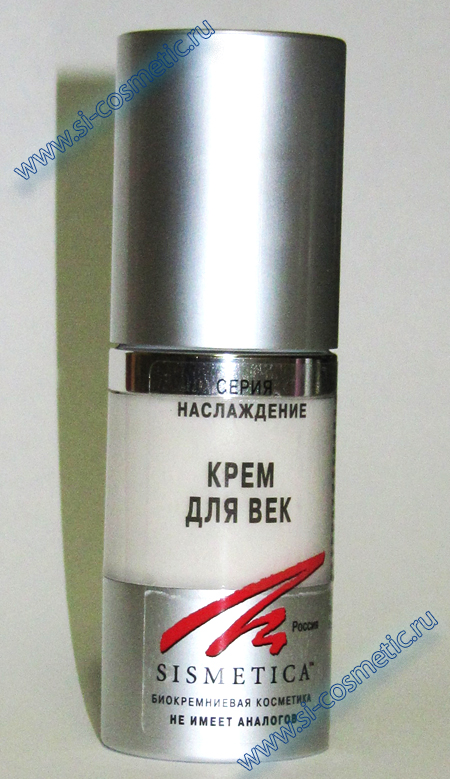 www.si-cosmetic.ru
СЕРИЯ
НАСЛАЖДЕНИЕ
КРЕМ
ДЛЯ ВЕК
Россия
SISMETICA™
БИОКРЕМНИЕВАЯ КОСМЕТИКА
НЕ ИМЕЕТ АНАЛОГОВ
www.si-cosmetic.ru